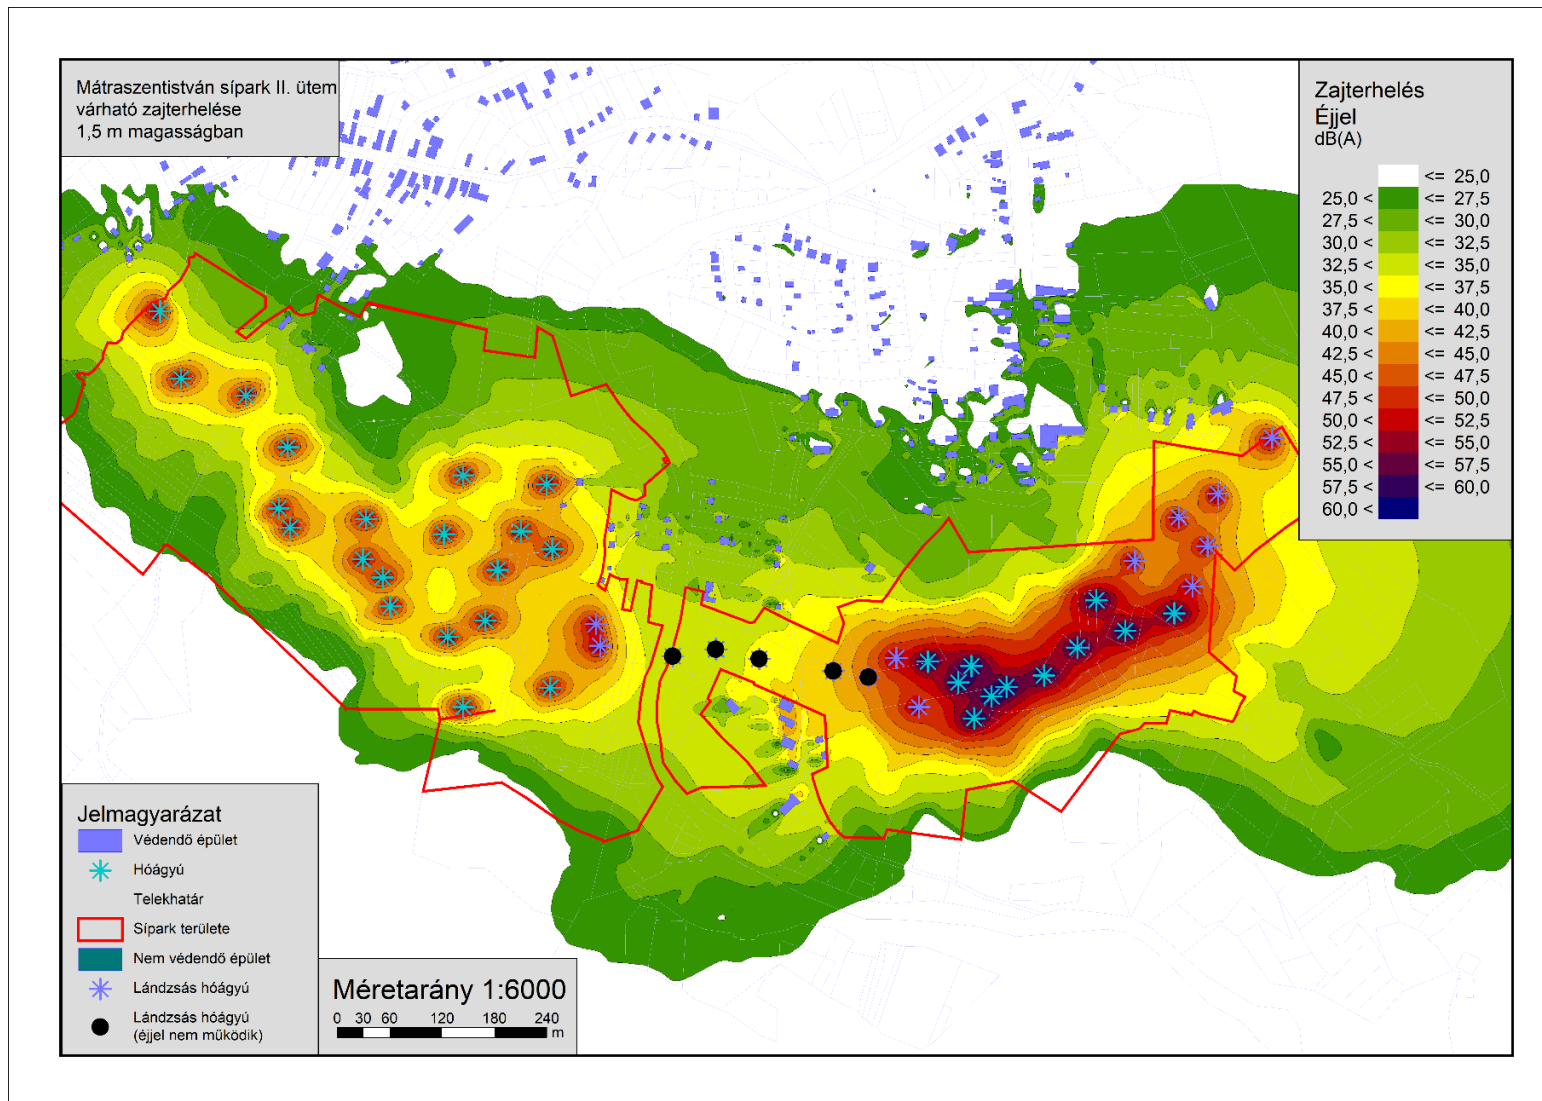 Mátraszentistván sípark II. ütem
várható zajterhelése
1,5 m magasságban
Zajterhelés
Éjjel
dB(A)
<= 25,0
25,0 < <= 27,5
27,5 < <= 30,0
30,0 < <= 32,5
32,5 < <= 35,0
35,0 < <= 37,5
37,5 < <= 40,0
40,0 < <= 42,5
42,5 < <= 45,0
45,0 < <= 47,5
47,5 < <= 50,0
50,0 < <= 52,5
52,5 < <= 55,0
55,0 < <= 57,5
57,5 < <= 60,0
60,0 <
Jelmagyarázat
Védendő épület
Hóágyú
Telekhatár
Sípark területe
Nem védendő épület
Lándzsás hóágyú
Lándzsás hóágyú
(éjjel nem működik)
Méretarány 1:6000
0 30 60 120 180 240
m